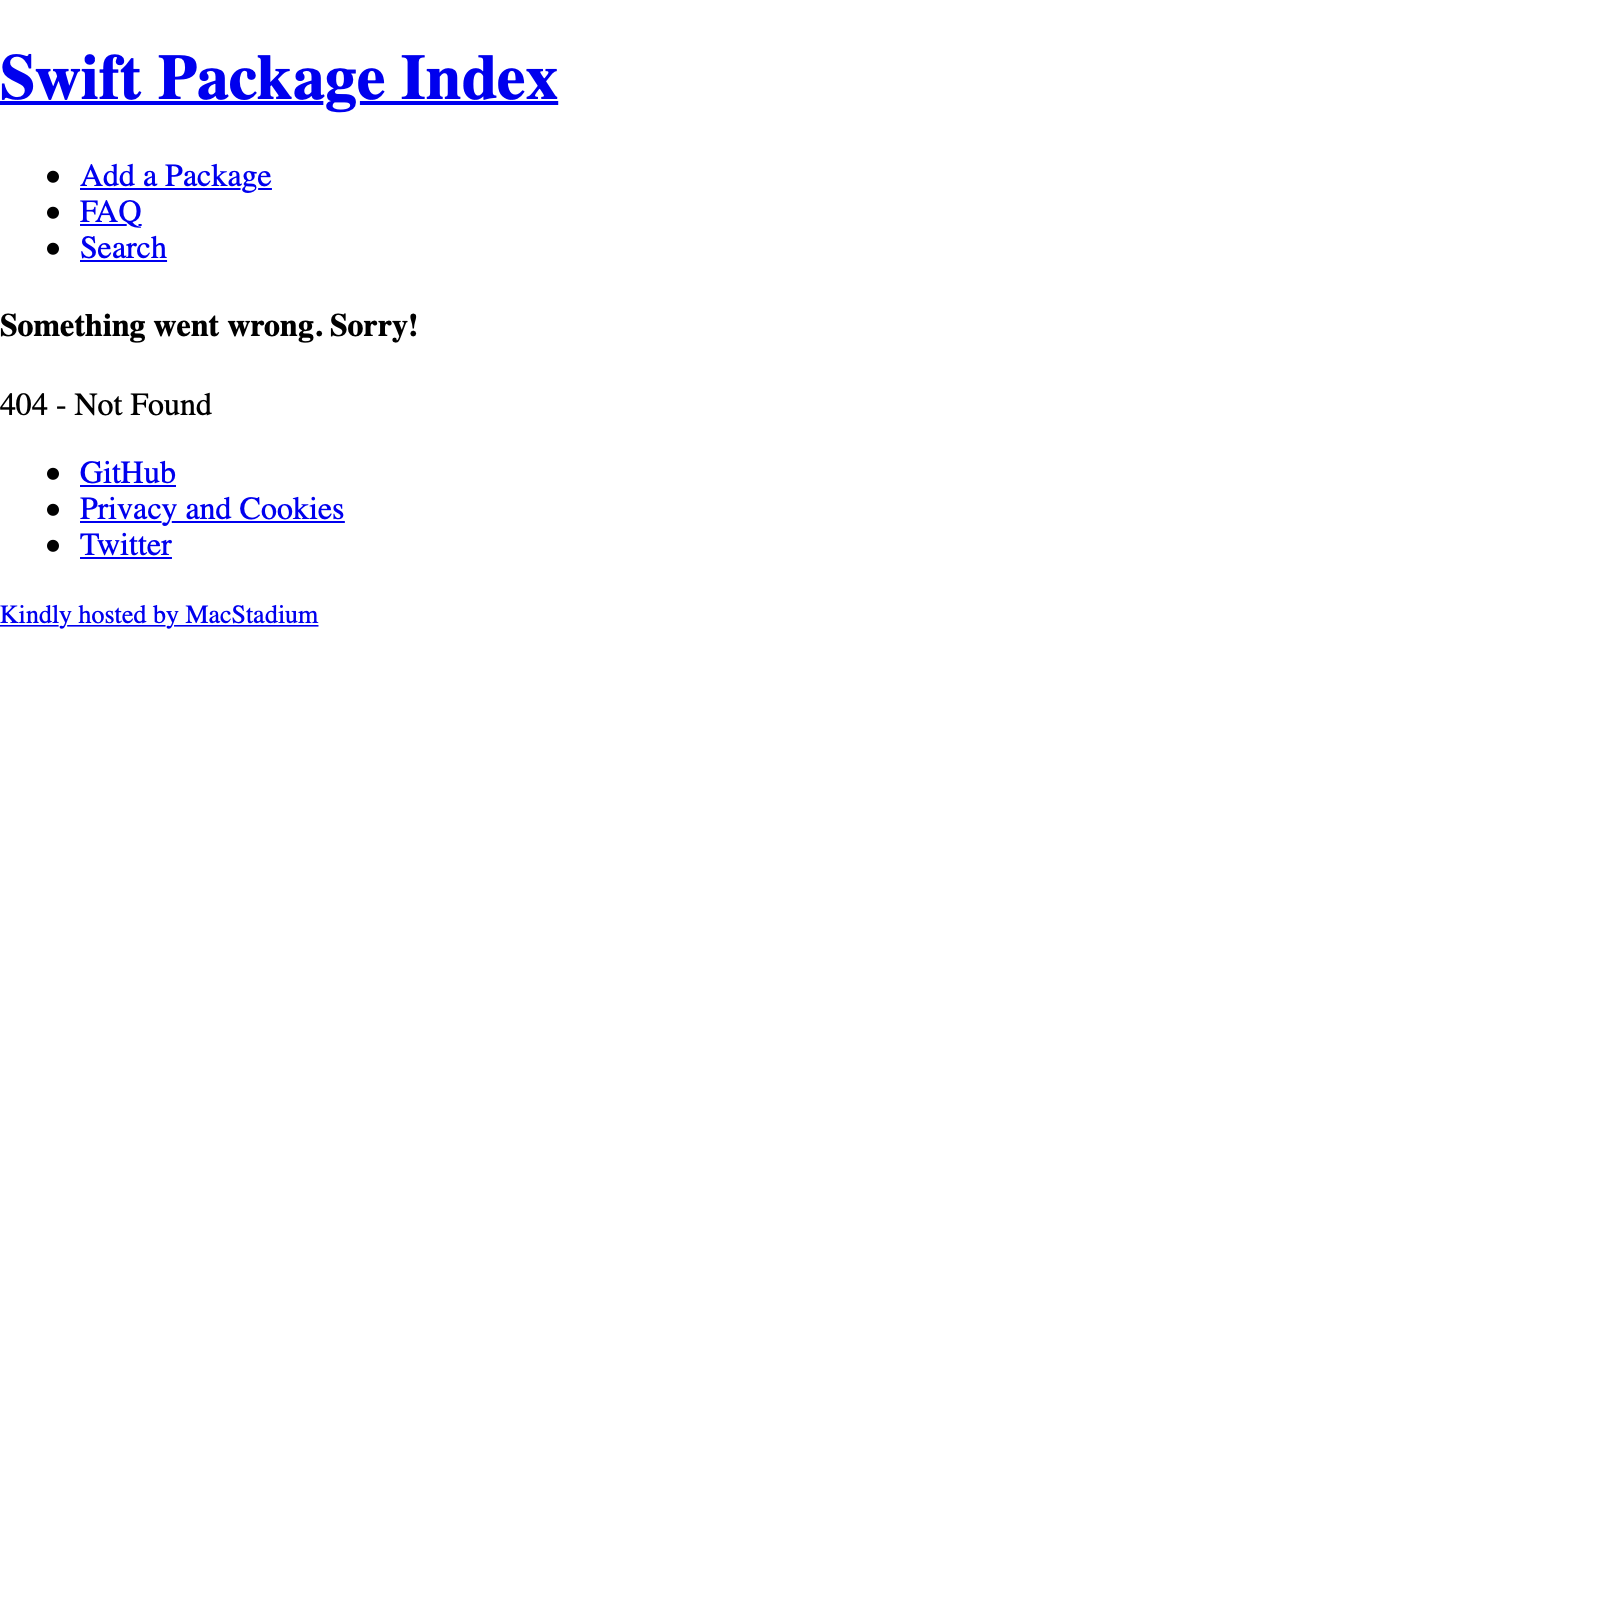 Swift Package Index
Add a Package
FAQ
Search
Something went wrong. Sorry!
404 - Not Found
GitHub
Privacy and Cookies
Twitter
Kindly hosted by MacStadium